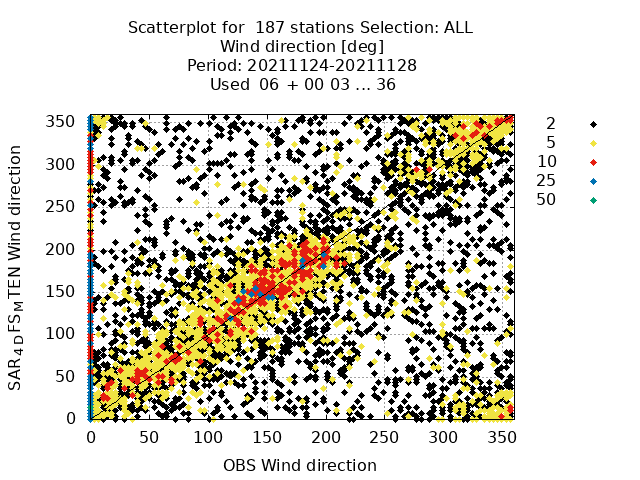 Scatterplot for 187 stations Selection: ALL
Wind direction [deg]
Period: 20211124-20211128
Used 06 + 00 03 ... 36
SAR4DFSMTEN Wind direction
350
300
250
200
150
100
50
0
0 50 100 150 200 250 300 350
OBS Wind direction
2
5
10
25
50